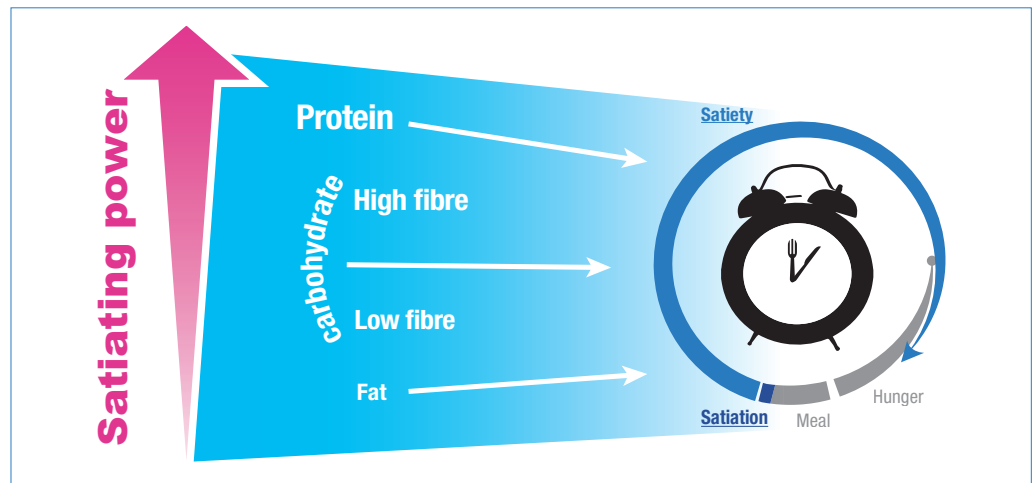 Satiating power
Protein
carbohydrate
High fibre
Low fibre
Fat
Satiety
Hunger
Satiation
Meal